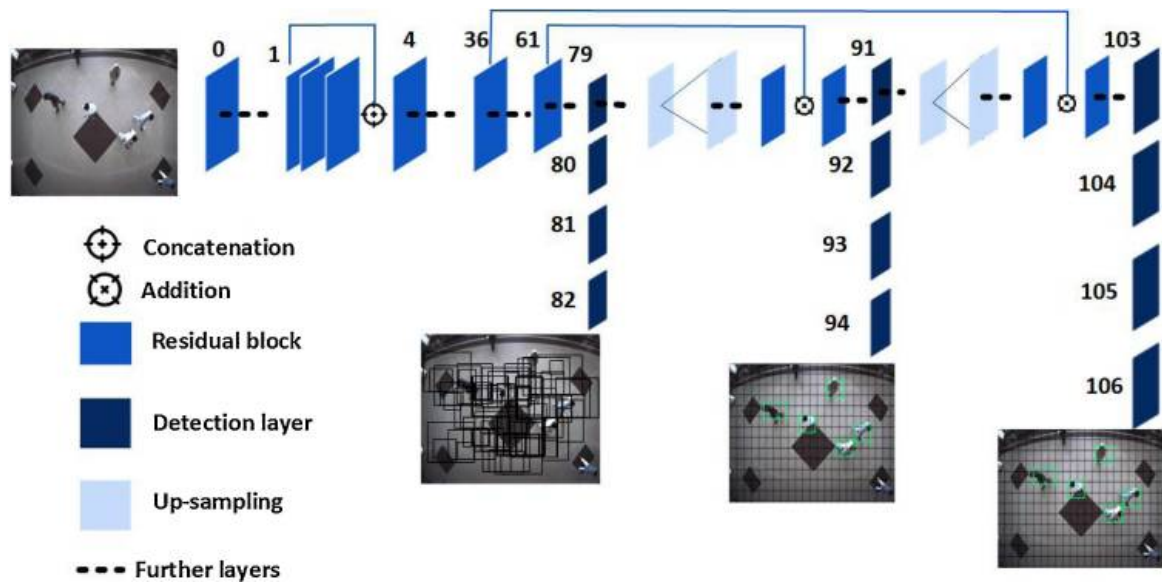 0
1
4
36
61
79
91
103
80
92
104
81
93
105
82
94
106
Concatenation
Addition
Residual block
Detection layer
Up-sampling
Further layers